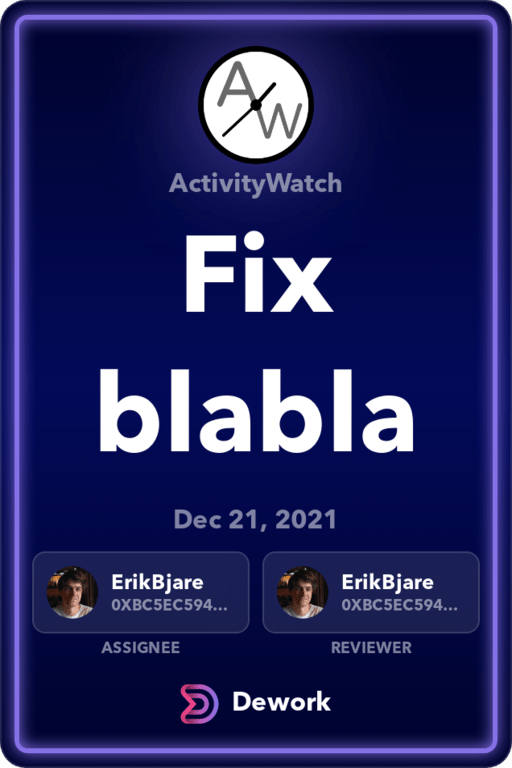 AW
ActivityWatch
Fix
blabla
Dec 21, 2021
ErikBjare
0XBC5EC594...
ASSIGNEE
ErikBjare
0XBC5EC594...
REVIEWER
Dework